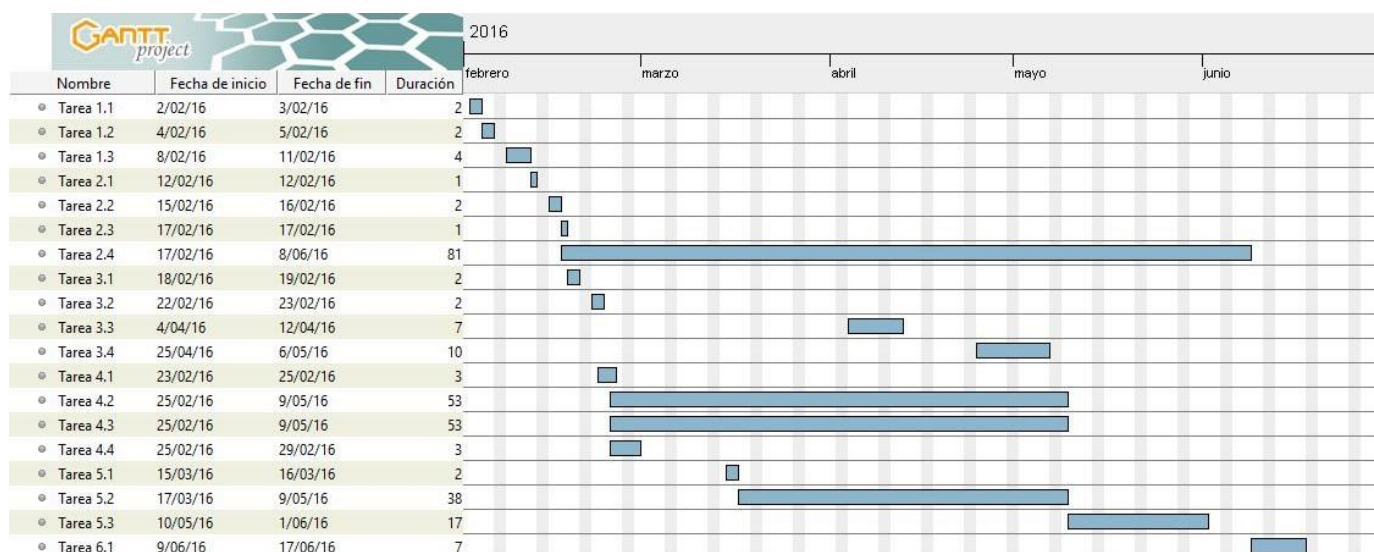 GANTT
project
2016
febrero marzo abril mayo junio
Nombre Fecha de inicio Fecha de fin Duración
Tarea 1.1 2/02/16 3/02/16 2
Tarea 1.2 4/02/16 5/02/16 2
Tarea 1.3 8/02/16 11/02/16 4
Tarea 2.1 12/02/16 12/02/16 1
Tarea 2.2 15/02/16 16/02/16 2
Tarea 2.3 17/02/16 17/02/16 1
Tarea 2.4 17/02/16 8/06/16 81
Tarea 3.1 18/02/16 19/02/16 2
Tarea 3.2 22/02/16 23/02/16 2
Tarea 3.3 4/04/16 12/04/16 7
Tarea 3.4 25/04/16 6/05/16 10
Tarea 4.1 23/02/16 25/02/16 3
Tarea 4.2 25/02/16 9/05/16 53
Tarea 4.3 25/02/16 9/05/16 53
Tarea 4.4 25/02/16 29/02/16 3
Tarea 5.1 15/03/16 16/03/16 2
Tarea 5.2 17/03/16 9/05/16 38
Tarea 5.3 10/05/16 1/06/16 17
Tarea 6.1 9/06/16 17/06/16 7